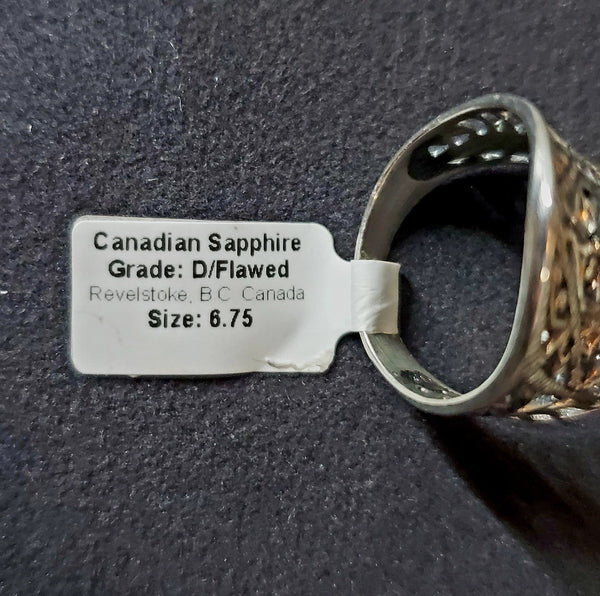 Canadian Sapphire
Grade: D/Flawed
Revelstoke, B C Canada
Size: 6.75